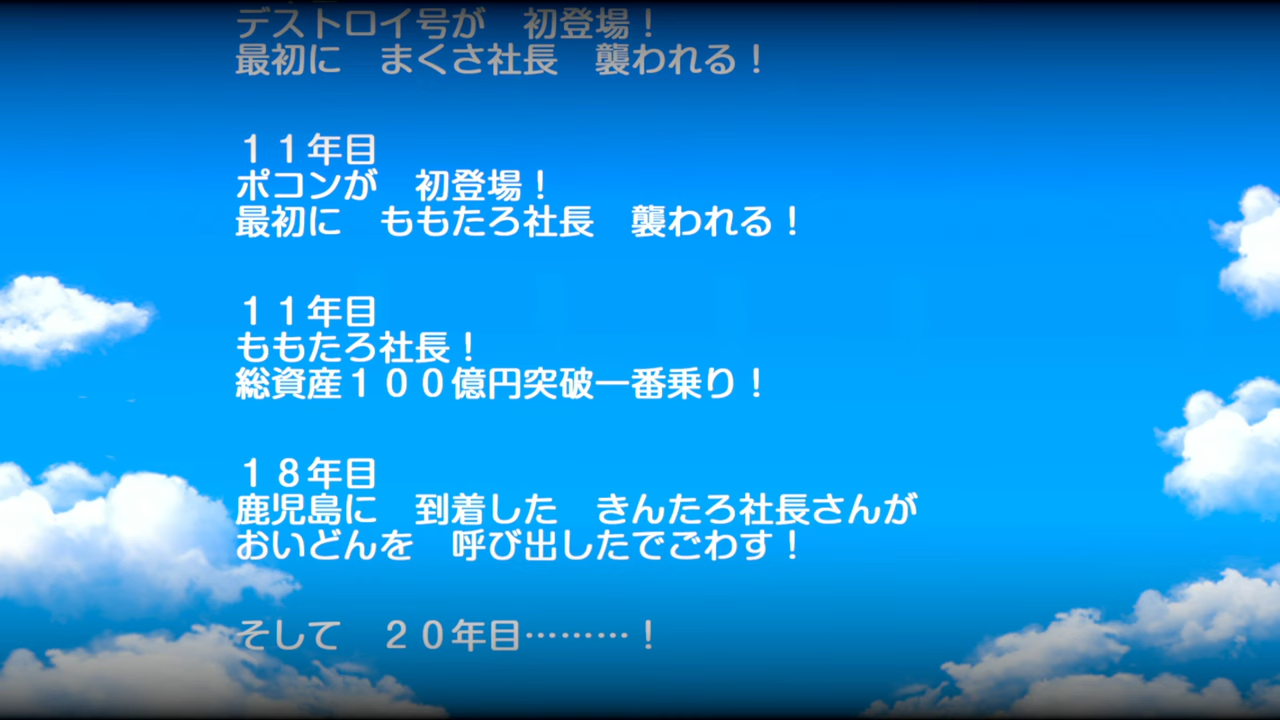 デストロイ号が　初登場！
最初に　まくさ社長　襲われる！
１１年目
ポコンが　初登場！
最初に　ももたろ社長　襲われる！
１１年目
ももたろ社長！
総資産１００億円突破一番乗り！
１８年目
鹿児島に　到着した　きんたろ社長さんが
おいどんを　呼び出したでごわす！
そして　２０年目………！